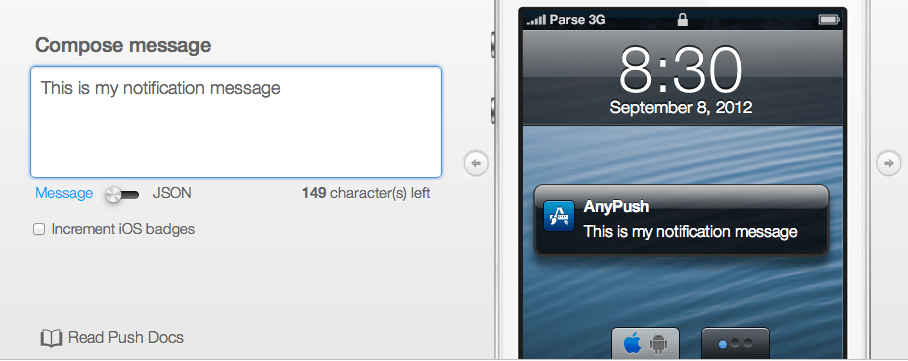 Compose message
This is my notification message
Message JSON 149 character(s) left
Increment iOS badges
Read Push Docs
Parse 3G
8:30
September 8, 2012
AnyPush
This is my notification message